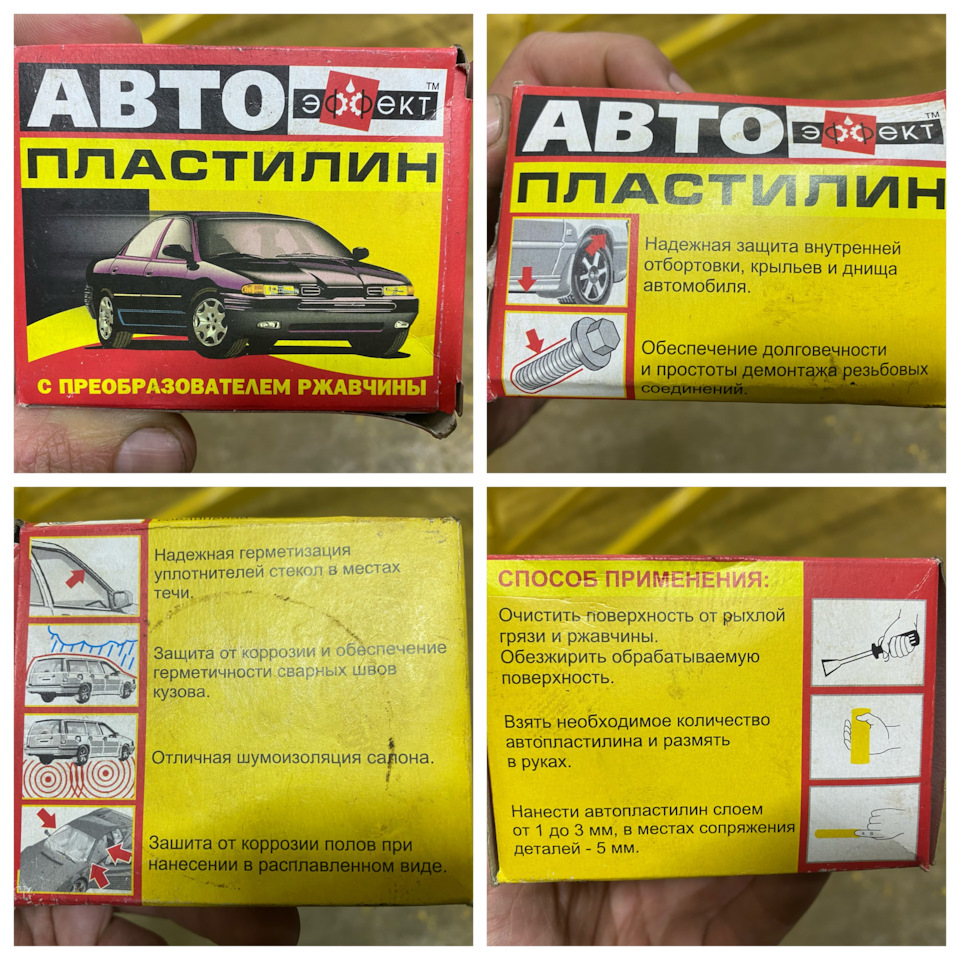 АВТО эффект ТМ
ПЛАСТИЛИН
С ПРЕОБРАЗОВАТЕЛЕМ РЖАВЧИНЫ
АВТО эффект ТМ
ПЛАСТИЛИН
Надежная защита внутренней
отбортовки, крыльев и днища
автомобиля.
Обеспечение долговечности
и простоты демонтажа резьбовых
соединений.
Надежная герметизация
уплотнителей стекол в местах
течи.
Защита от коррозии и обеспечение
герметичности сварных швов
кузова.
Отличная шумоизоляция салона.
Зашита от коррозии полов при
нанесении в расплавленном виде.
СПОСОБ ПРИМЕНЕНИЯ:
Очистить поверхность от рыхлой
грязи и ржавчины.
Обезжирить обрабатываемую
поверхность.
Взять необходимое количество
автопластилина и размять
в руках.
Нанести автопластилин слоем
от 1 до 3 мм, в местах сопряжения
деталей - 5 мм.